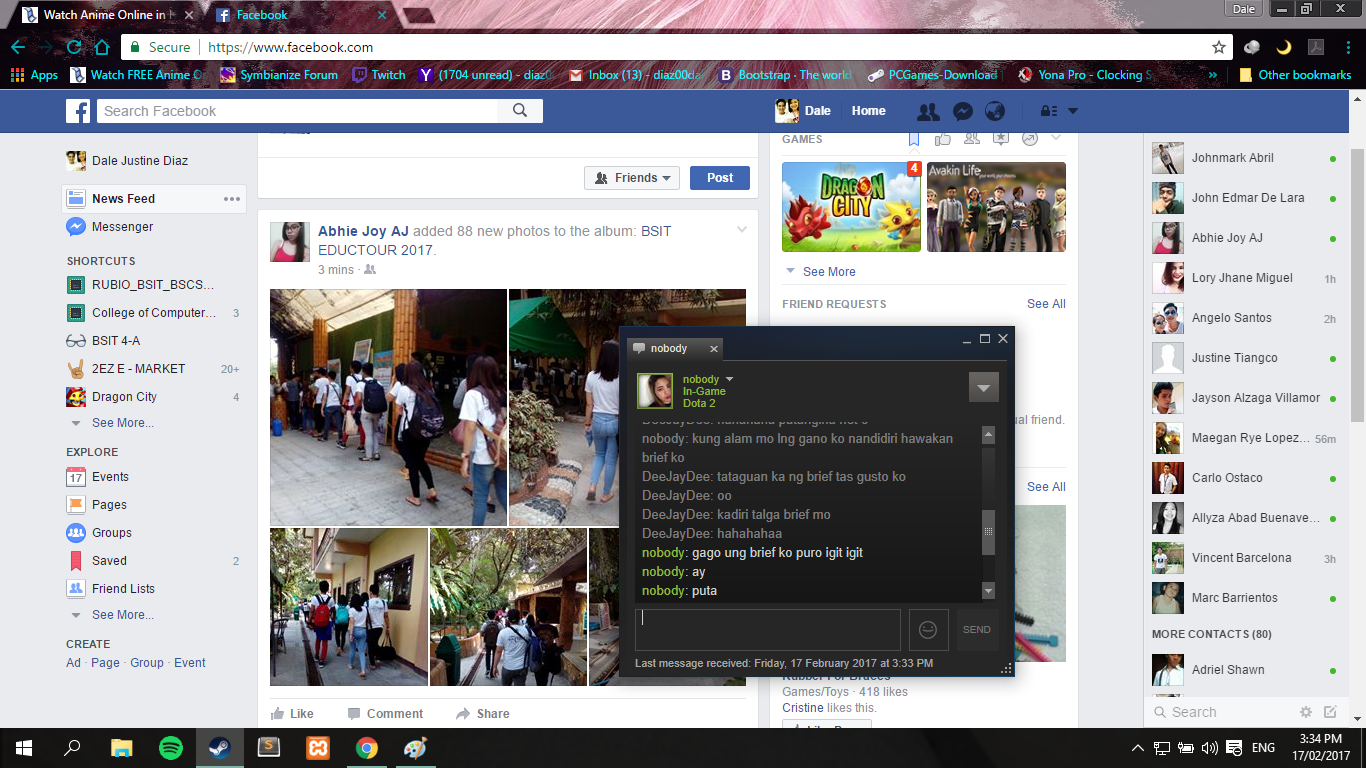 Watch Anime Online in
Facebook
Dale
Secure
https://www.facebook.com
Apps
Watch FREE Anime
Symbianize Forum
Twitch
(1704 unread) - diaz0
Inbox (13) - diaz00da
Bootstrap · The world
PCGames-Download
Yona Pro - Clocking S
»
Other bookmarks
Search Facebook
Dale
Home
Dale Justine Diaz
News Feed
Messenger
SHORTCUTS
RUBIO_BSIT_BSCS...
College of Computer... 3
BSIT 4-A
2EZ E - MARKET 20+
Dragon City 4
See More...
EXPLORE
17 Events
Pages
Groups
Saved 2
Friend Lists
See More...
CREATE
Ad · Page · Group · Event
Friends
Post
Abhie Joy AJ added 88 new photos to the album: BSIT
EDUCTOUR 2017.
3 mins ·
Like
Comment
Share
GAMES
DRAGON CITY
4
Avakin Life
See More
FRIEND REQUESTS
See All
ual friend.
See All
Games/Toys · 418 likes
Cristine likes this.
nobody
nobody
In-Game
Dota 2
nobody: kung alam mo lng gano ko nandidiri hawakan
brief ko
DeeJayDee: tataguan ka ng brief tas gusto ko
DeeJayDee: oo
DeeJayDee: kadiri talga brief mo
DeeJayDee: hahahahaa
nobody: gago ung brief ko puro igit igit
nobody: ay
nobody: puta
SEND
Last message received: Friday, 17 February 2017 at 3:33 PM
Johnmark Abril
John Edmar De Lara
Abhie Joy AJ
Lory Jhane Miguel 1h
Angelo Santos 2h
Justine Tiangco
Jayson Alzaga Villamor
Maegan Rye Lopez... 56m
Carlo Ostaco
Allyza Abad Buenave...
Vincent Barcelona 3h
Marc Barrientos
MORE CONTACTS (80)
Adriel Shawn
Search
ENG
3:34 PM
17/02/2017